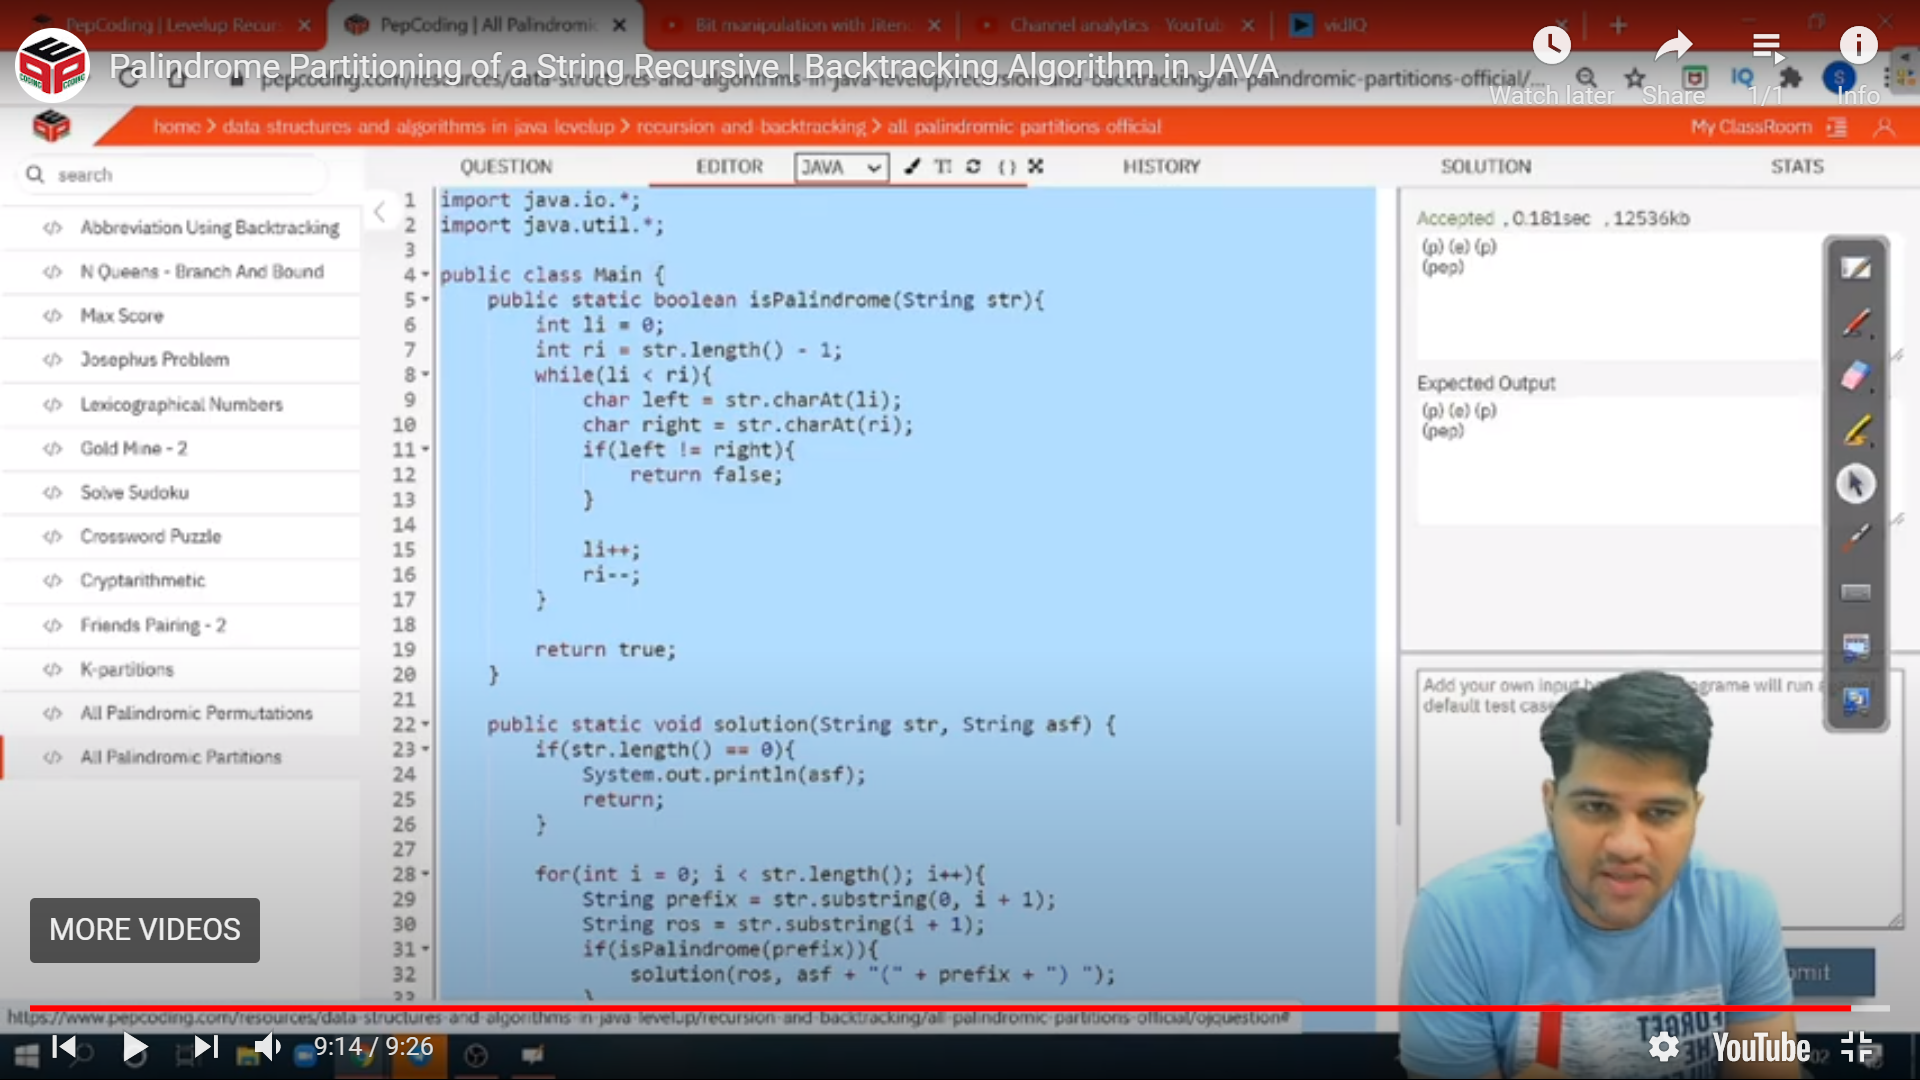 PepCoding | Levelup Recur
PepCoding | All Palindromic
Bit manipulation with Jiten
Channel analytics - YouTub
vidIQ
Palindrome Partitioning of a String Recursive | Backtracking Algorithm in JAVA
pepcoding.com/resources/data-structures-and-algorithms-in-java-levelup/recursion-and-backtracking/all-palindromic-partitions-official/...
IQ
S
Watch later
Share
1/1
Info
home > data structures and algorithms in java levelup > recursion and backtracking > all palindromic partitions official
My ClassRoom
search
QUESTION
EDITOR
JAVA
HISTORY
SOLUTION
STATS
Abbreviation Using Backtracking
N Queens - Branch And Bound
Max Score
Josephus Problem
Lexicographical Numbers
Gold Mine - 2
Solve Sudoku
Crossword Puzzle
Cryptarithmetic
Friends Pairing - 2
K-partitions
All Palindromic Permutations
All Palindromic Partitions
1 import java.io.*;
2 import java.util.*;
3
4 public class Main {
5 public static boolean isPalindrome(String str){
6 int li = 0;
7 int ri = str.length() - 1;
8 while(li < ri){
9 char left = str.charAt(li);
10 char right = str.charAt(ri);
11 if(left != right){
12 return false;
13 }
14
15 li++;
16 ri--;
17 }
18
19 return true;
20 }
21
22 public static void solution(String str, String asf) {
23 if(str.length() == 0){
24 System.out.println(asf);
25 return;
26 }
27
28 for(int i = 0; i < str.length(); i++){
29 String prefix = str.substring(0, i + 1);
30 String ros = str.substring(i + 1);
31 if(isPalindrome(prefix)){
32 solution(ros, asf + "(" + prefix + ") ");
33 }
Accepted , 0.181sec , 12536kb
(p) (e) (p)
(pep)
Expected Output
(p) (e) (p)
(pep)
Add your own input
programe will run
default test cas
MORE VIDEOS
https://www.pepcoding.com/resources/data-structures-and-algorithms-in-java-levelup/recursion-and-backtracking/all-palindromic-partitions-official/ojquestion#
9:14 / 9:26
YouTube